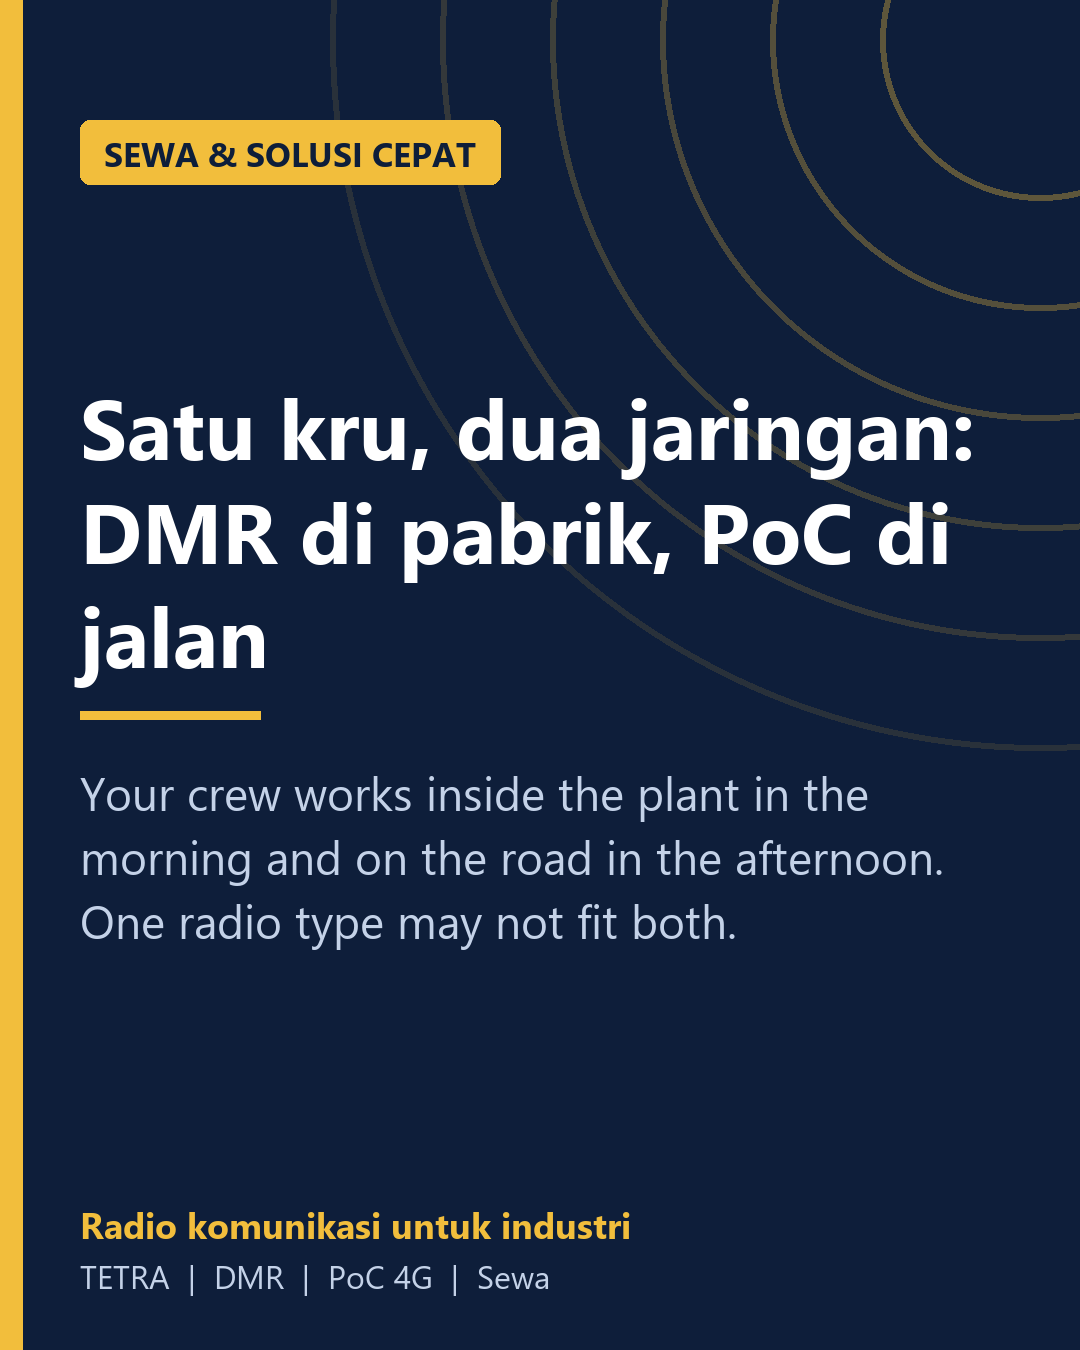 SEWA & SOLUSI CEPAT
Satu kru, dua jaringan:
DMR di pabrik, PoC di
jalan
Your crew works inside the plant in the
morning and on the road in the afternoon.
One radio type may not fit both.
Radio komunikasi untuk industri
TETRA | DMR | PoC 4G | Sewa